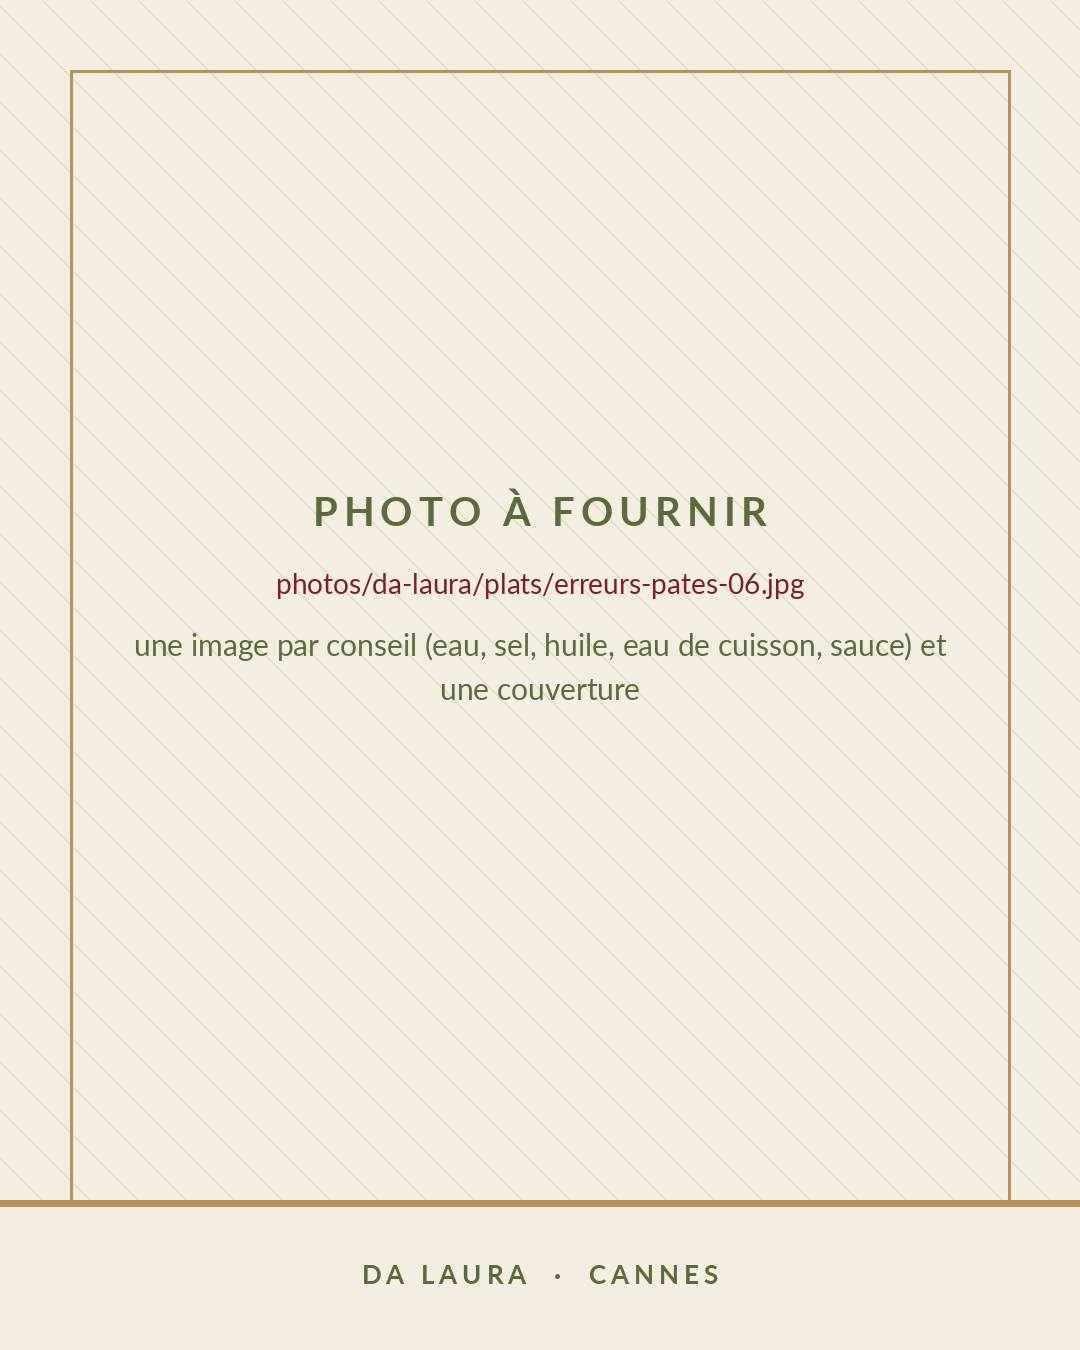 PHOTO À FOURNIR
photos/da-laura/plats/erreurs-pates-06.jpg
une image par conseil (eau, sel, huile, eau de cuisson, sauce) et
une couverture
DA LAURA · CANNES